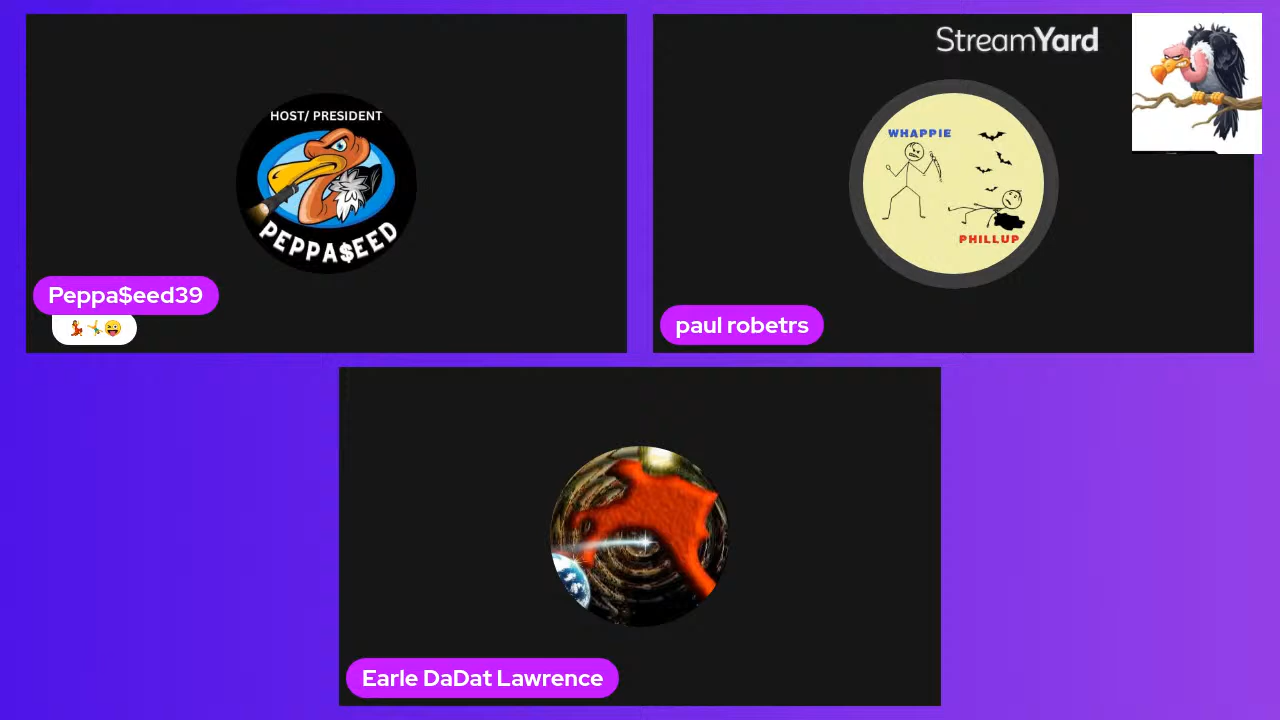 StreamYard
HOST/ PRESIDENT
PEPPA$EED
Peppa$eed39
WHAPPIE
PHILLUP
paul robetrs
Earle DaDat Lawrence